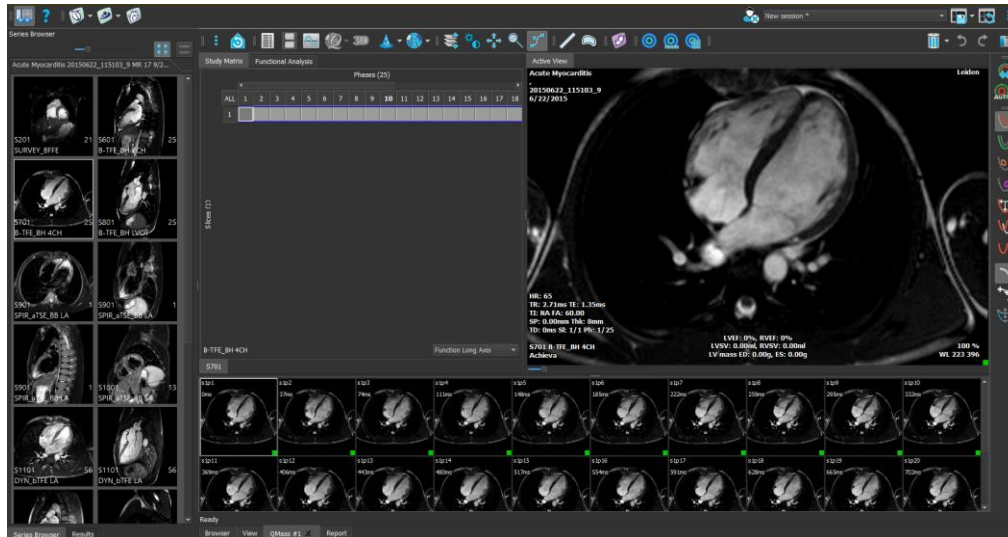 New session *
Series Browser
Acute Myocarditis 20150622_115103_9 MR 17 9/2...
S201 21
SURVEY_BFFE
S601 25
B-TFE_BH 2CH
S701 25
B-TFE_BH 4CH
S801 25
B-TFE_BH LVOT
S901 1
SPIR_aTSE_BB LA
S901 1
SPIR_aTSE_BB LA
S901 1
SPIR_aTSE_BB LA
S1001 13
SPIR_aTSE_BB SA
S1101 56
DYN_bTFE LA
S1101 56
DYN_bTFE LA
Series Browser Results
Study Matrix Functional Analysis
Phases (25)
ALL 1 2 3 4 5 6 7 8 9 10 11 12 13 14 15 16 17 18
1
Slices (1)
B-TFE_BH 4CH
Function Long Axis
Active View
Acute Myocarditis
Leiden
20150622_115103_9
6/22/2015
HR: 65
TR: 2.71ms TE: 1.35ms
TI: NA FA: 60.00
SP: 0.00mm Thk: 8mm
TD: 0ms Sl: 1/1 Ph: 1/25
S701 B-TFE_BH 4CH
Achieva
LVEF: 0%, RVEF: 0%
LVSV: 0.00ml, RVSV: 0.00ml
LV mass ED: 0.00g, ES: 0.00g
100 %
WL 223 396
S701
s1p1 s1p2 s1p3 s1p4 s1p5 s1p6 s1p7 s1p8 s1p9 s1p10
0ms 37ms 74ms 111ms 148ms 185ms 222ms 259ms 295ms 332ms
s1p11 s1p12 s1p13 s1p14 s1p15 s1p16 s1p17 s1p18 s1p19 s1p20
369ms 406ms 443ms 480ms 517ms 554ms 591ms 628ms 665ms 702ms
Ready
Browser View QMass #1 Report